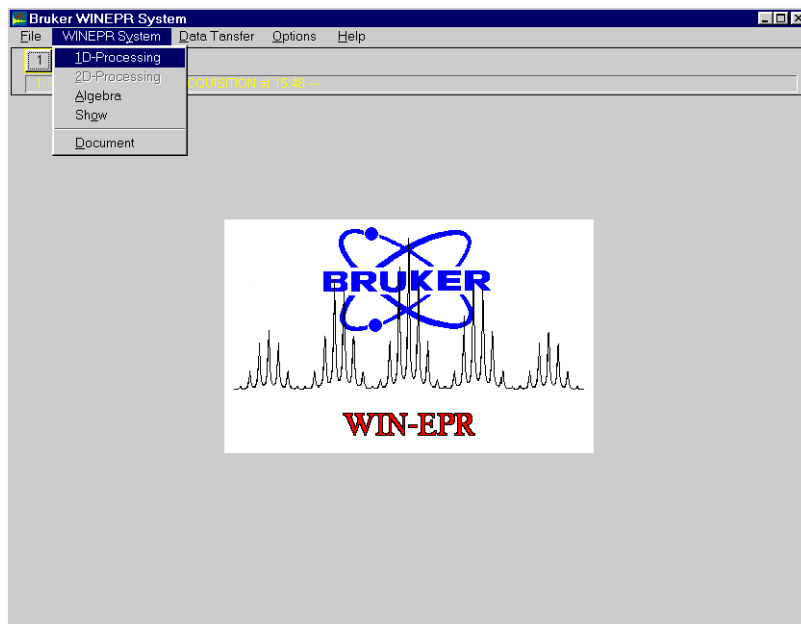 Bruker WINEPR System
File WINEPR System Data Tansfer Options Help
1
1D-Processing
2D-Processing
at 15:46 ---
Algebra
Show
Document
BRUKER
WIN-EPR